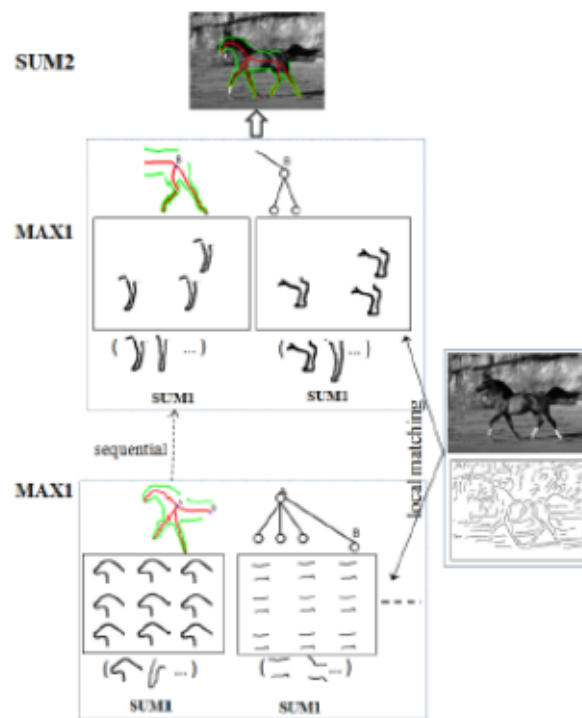 SUM2
B B
MAX1
( ... ) ( ... )
SUM1 SUM1
sequential
local matching
MAX1
A B A
B
( ... ) ( ... )
SUM1 SUM1